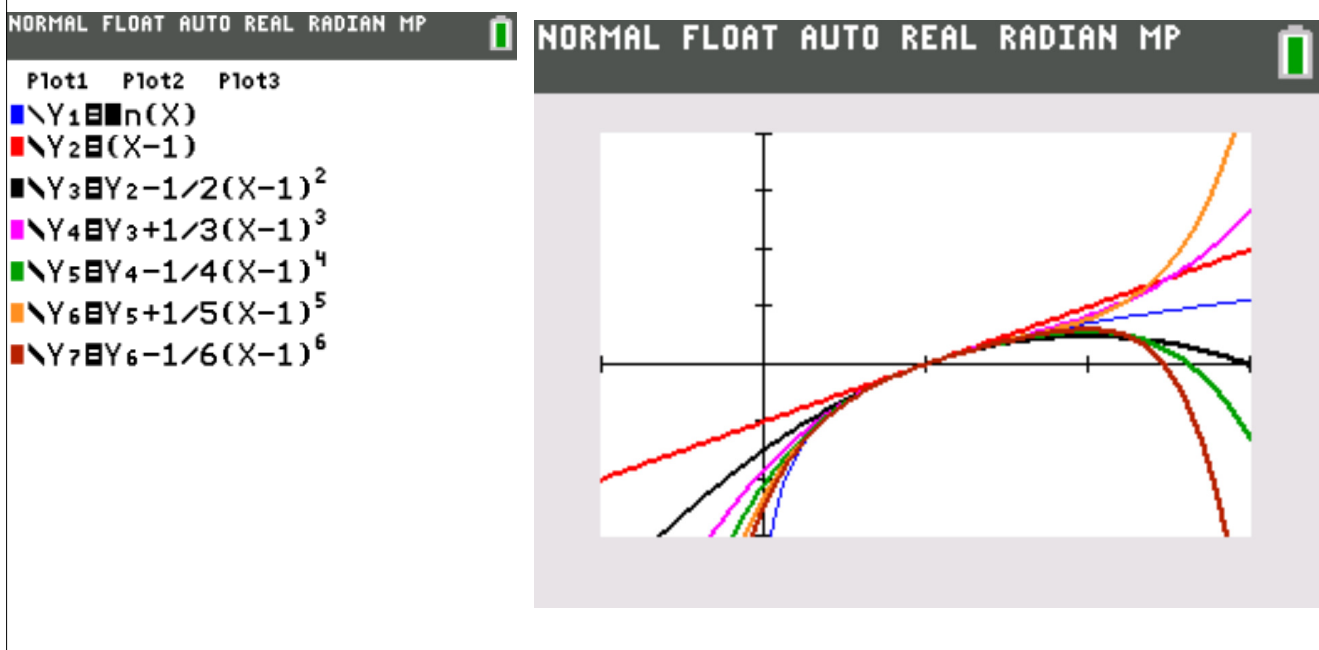 NORMAL FLOAT AUTO REAL RADIAN MP
Plot1 Plot2 Plot3
\Y₁=■n(X)
\Y₂=(X-1)
\Y₃=Y₂-1/2(X-1)²
\Y₄=Y₃+1/3(X-1)³
\Y₅=Y₄-1/4(X-1)⁴
\Y₆=Y₅+1/5(X-1)⁵
\Y₇=Y₆-1/6(X-1)⁶
NORMAL FLOAT AUTO REAL RADIAN MP